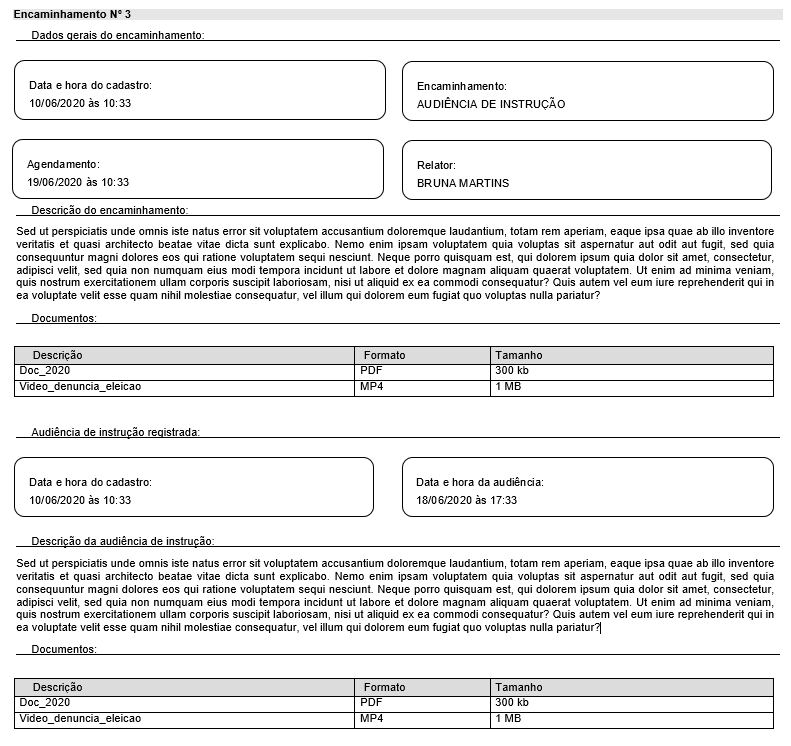 Encaminhamento Nº 3
Dados gerais do encaminhamento:
Data e hora do cadastro:
10/06/2020 às 10:33
Encaminhamento:
AUDIÊNCIA DE INSTRUÇÃO
Agendamento:
19/06/2020 às 10:33
Relator:
BRUNA MARTINS
Descrição do encaminhamento:
Sed ut perspiciatis unde omnis iste natus error sit voluptatem accusantium doloremque laudantium, totam rem aperiam, eaque ipsa quae ab illo inventore
veritatis et quasi architecto beatae vitae dicta sunt explicabo. Nemo enim ipsam voluptatem quia voluptas sit aspernatur aut odit aut fugit, sed quia
consequuntur magni dolores eos qui ratione voluptatem sequi nesciunt. Neque porro quisquam est, qui dolorem ipsum quia dolor sit amet, consectetur,
adipisci velit, sed quia non numquam eius modi tempora incidunt ut labore et dolore magnam aliquam quaerat voluptatem. Ut enim ad minima veniam,
quis nostrum exercitationem ullam corporis suscipit laboriosam, nisi ut aliquid ex ea commodi consequatur? Quis autem vel eum iure reprehenderit qui in
ea voluptate velit esse quam nihil molestiae consequatur, vel illum qui dolorem eum fugiat quo voluptas nulla pariatur?
Documentos:
Descrição Formato Tamanho
Doc_2020 PDF 300 kb
Video_denuncia_eleicao MP4 1 MB
Audiência de instrução registrada:
Data e hora do cadastro:
10/06/2020 às 10:33
Data e hora da audiência:
18/06/2020 às 17:33
Descrição da audiência de instrução:
Sed ut perspiciatis unde omnis iste natus error sit voluptatem accusantium doloremque laudantium, totam rem aperiam, eaque ipsa quae ab illo inventore
veritatis et quasi architecto beatae vitae dicta sunt explicabo. Nemo enim ipsam voluptatem quia voluptas sit aspernatur aut odit aut fugit, sed quia
consequuntur magni dolores eos qui ratione voluptatem sequi nesciunt. Neque porro quisquam est, qui dolorem ipsum quia dolor sit amet, consectetur,
adipisci velit, sed quia non numquam eius modi tempora incidunt ut labore et dolore magnam aliquam quaerat voluptatem. Ut enim ad minima veniam,
quis nostrum exercitationem ullam corporis suscipit laboriosam, nisi ut aliquid ex ea commodi consequatur? Quis autem vel eum iure reprehenderit qui in
ea voluptate velit esse quam nihil molestiae consequatur, vel illum qui dolorem eum fugiat quo voluptas nulla pariatur?
Documentos:
Descrição Formato Tamanho
Doc_2020 PDF 300 kb
Video_denuncia_eleicao MP4 1 MB